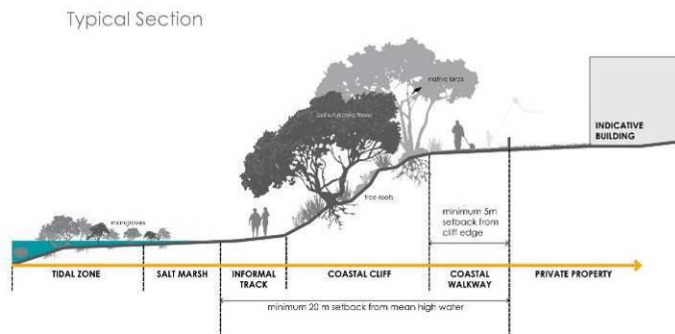 Typical Section
native birds
pohutukawa trees
INDICATIVE
BUILDING
tree roots
mangroves
minimum 5m
setback from
cliff edge
TIDAL ZONE
SALT MARSH
INFORMAL
TRACK
COASTAL CLIFF
COASTAL
WALKWAY
PRIVATE PROPERTY
minimum 20 m setback from mean high water